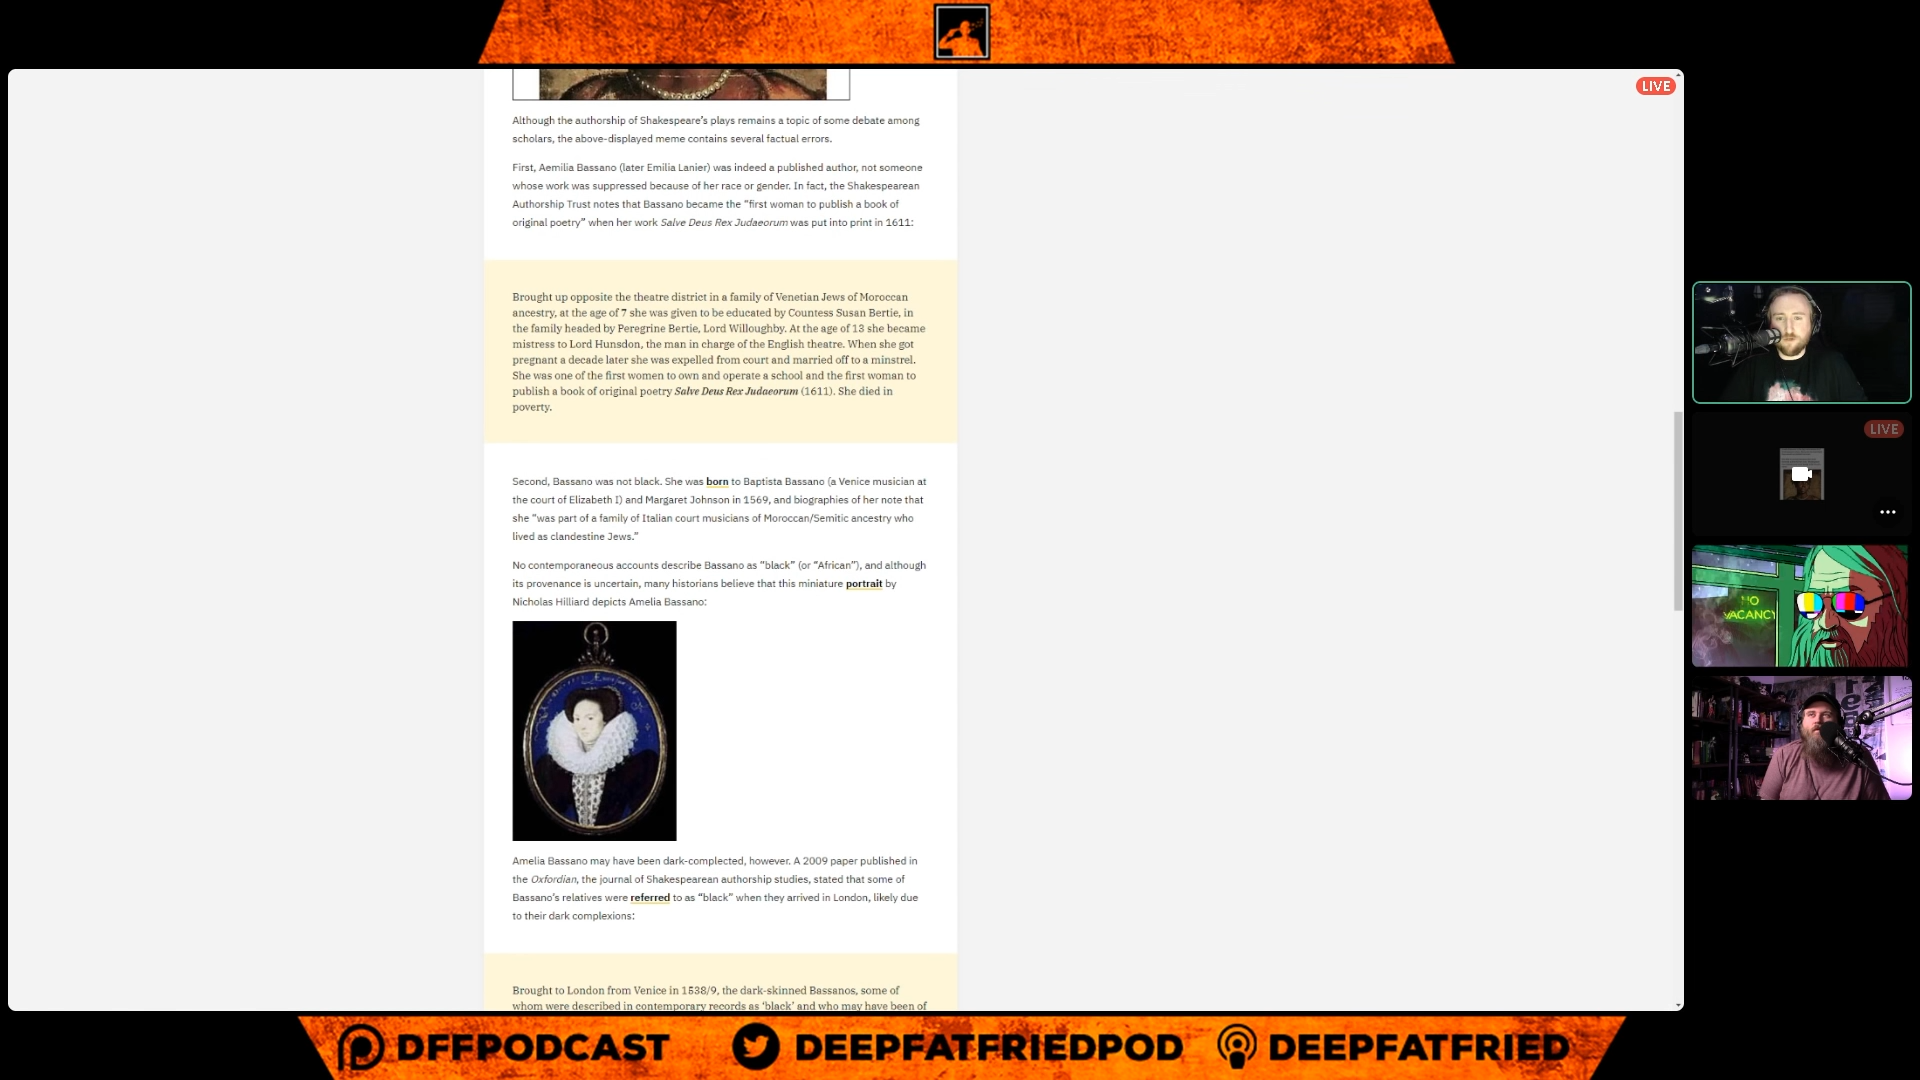 LIVE
Although the authorship of Shakespeare's plays remains a topic of some debate among
scholars, the above-displayed meme contains several factual errors.
First, Aemilia Bassano (later Emilia Lanier) was indeed a published author, not someone
whose work was suppressed because of her race or gender. In fact, the Shakespearean
Authorship Trust notes that Bassano became the "first woman to publish a book of
original poetry" when her work Salve Deus Rex Judaeorum was put into print in 1611:
Brought up opposite the theatre district in a family of Venetian Jews of Moroccan
ancestry, at the age of 7 she was given to be educated by Countess Susan Bertie, in
the family headed by Peregrine Bertie, Lord Willoughby. At the age of 13 she became
mistress to Lord Hunsdon, the man in charge of the English theatre. When she got
pregnant a decade later she was expelled from court and married off to a minstrel.
She was one of the first women to own and operate a school and the first woman to
publish a book of original poetry Salve Deus Rex Judaeorum (1611). She died in
poverty.
Second, Bassano was not black. She was born to Baptista Bassano (a Venice musician at
the court of Elizabeth I) and Margaret Johnson in 1569, and biographies of her note that
she "was part of a family of Italian court musicians of Moroccan/Semitic ancestry who
lived as clandestine Jews."
No contemporaneous accounts describe Bassano as "black" (or "African"), and although
its provenance is uncertain, many historians believe that this miniature portrait by
Nicholas Hilliard depicts Amelia Bassano:
Amelia Bassano may have been dark-complected, however. A 2009 paper published in
the Oxfordian, the journal of Shakespearean authorship studies, stated that some of
Bassano's relatives were referred to as "black" when they arrived in London, likely due
to their dark complexions:
Brought to London from Venice in 1538/9, the dark-skinned Bassanos, some of
whom were described in contemporary records as 'black' and who may have been of
LIVE
NO
VACANCY
DFFPODCAST
DEEPFATFRIEDPOD
DEEPFATFRIED